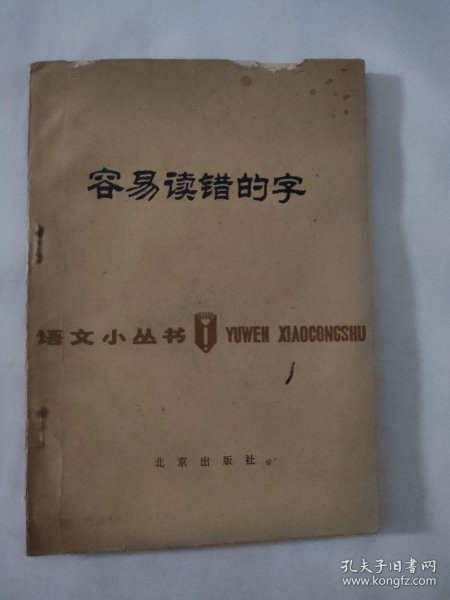 容易读错的字
语文小丛书 YUWEN XIAOCONGSHU
北京出版社
孔夫子旧书网
www.kongfz.com